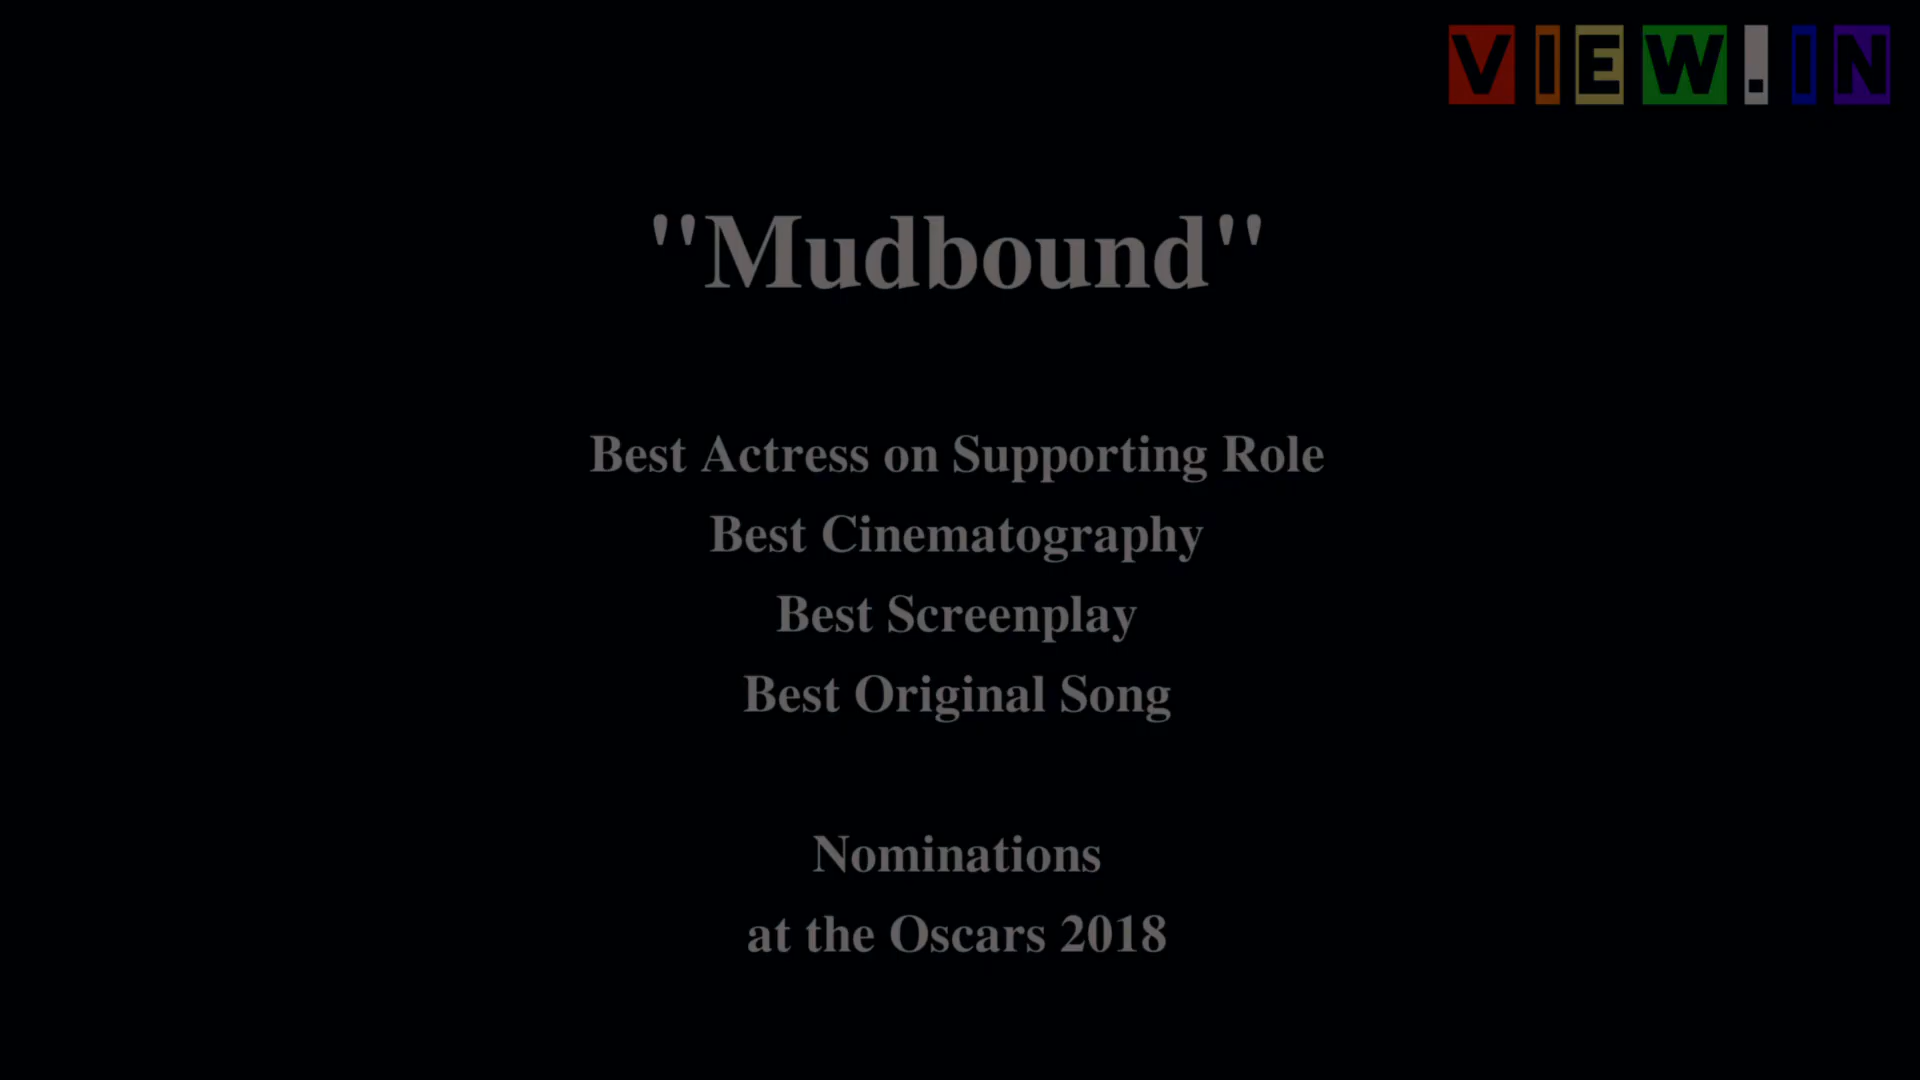 VIEW.IN
"Mudbound"
Best Actress on Supporting Role
Best Cinematography
Best Screenplay
Best Original Song
Nominations
at the Oscars 2018